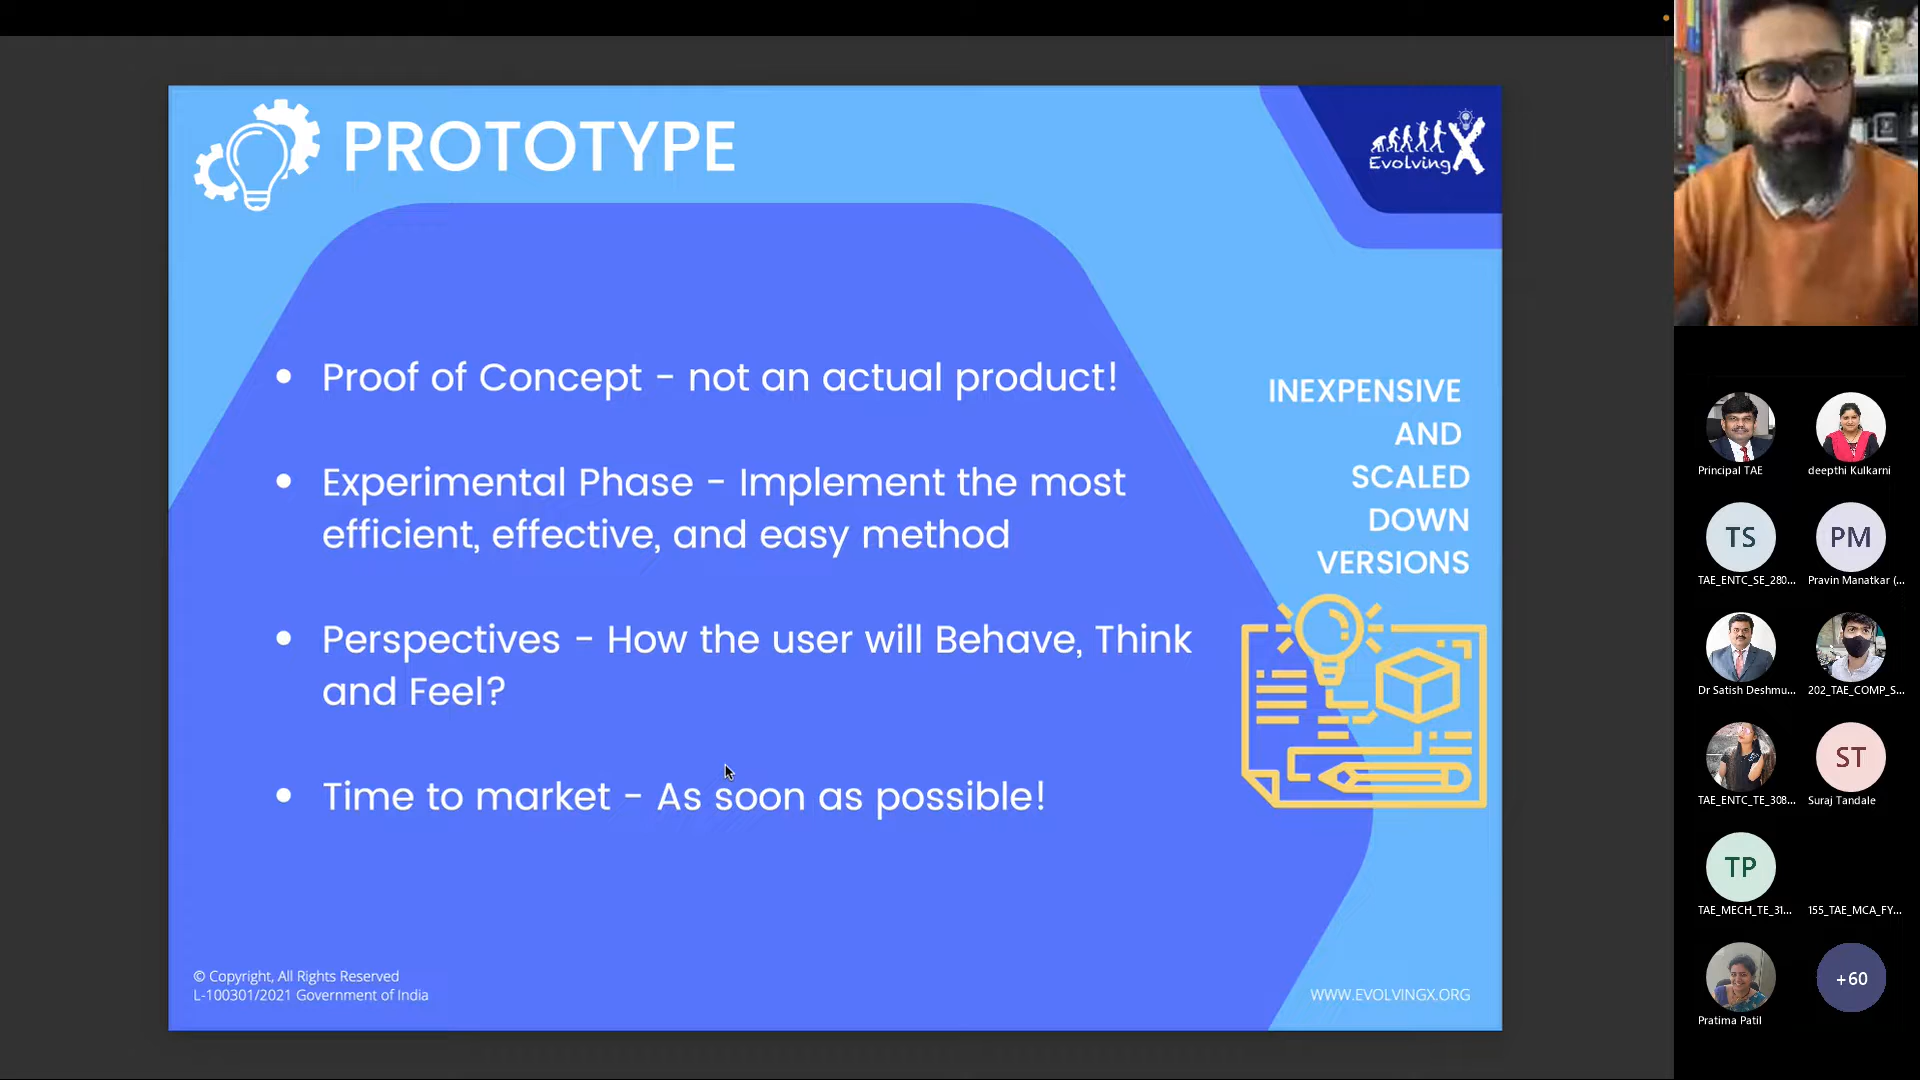 PROTOTYPE
EvolvingX
• Proof of Concept - not an actual product!
• Experimental Phase - Implement the most
efficient, effective, and easy method
• Perspectives - How the user will Behave, Think
and Feel?
• Time to market - As soon as possible!
INEXPENSIVE
AND
SCALED
DOWN
VERSIONS
© Copyright, All Rights Reserved
L-100301/2021 Government of India
WWW.EVOLVINGX.ORG
Principal TAE
deepthi Kulkarni
TS
PM
TAE_ENTC_SE_280...
Pravin Manatkar (...
Dr Satish Deshmu...
202_TAE_COMP_S...
ST
TAE_ENTC_TE_308...
Suraj Tandale
TP
TAE_MECH_TE_31...
155_TAE_MCA_FY...
+60
Pratima Patil